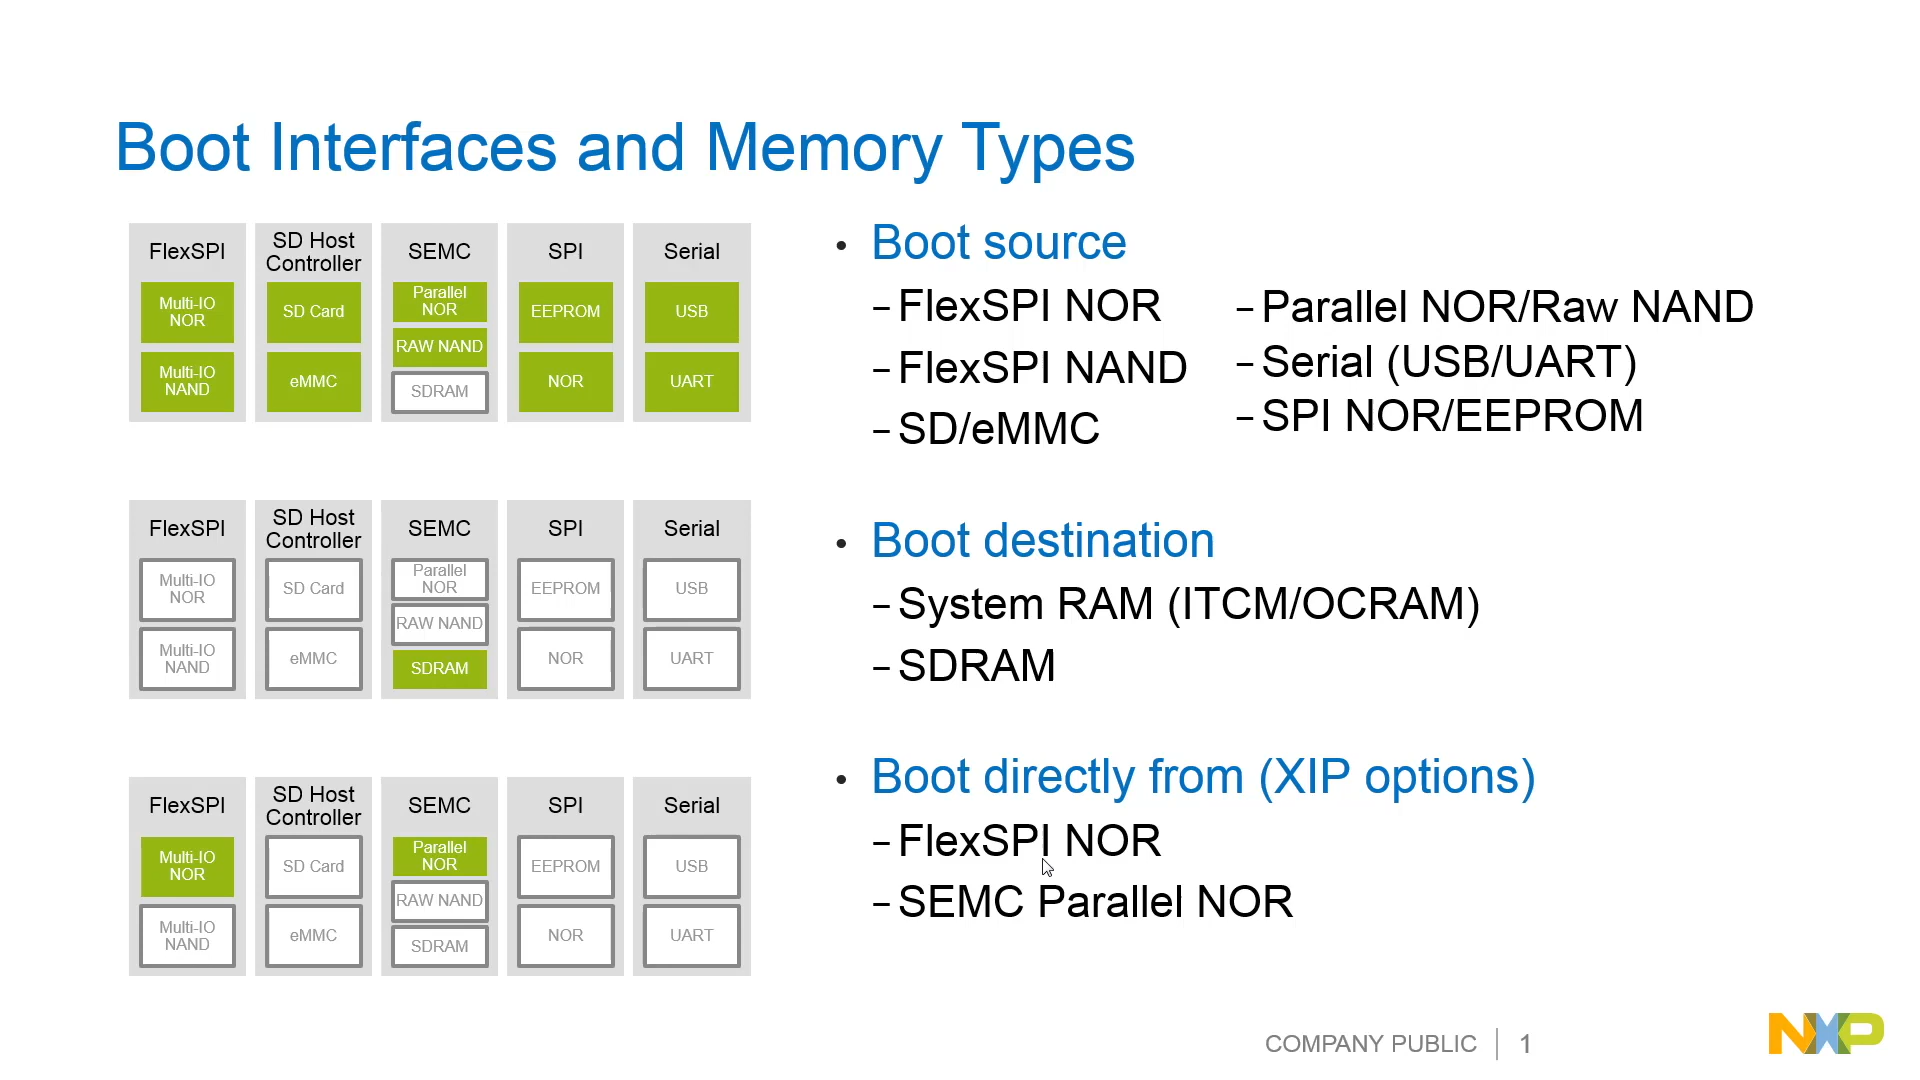 Boot Interfaces and Memory Types
FlexSPI
Multi-IO
NOR
Multi-IO
NAND
SD Host
Controller
SD Card
eMMC
SEMC
Parallel
NOR
RAW NAND
SDRAM
SPI
EEPROM
NOR
Serial
USB
UART
• Boot source
– FlexSPI NOR
– FlexSPI NAND
– SD/eMMC
– Parallel NOR/Raw NAND
– Serial (USB/UART)
– SPI NOR/EEPROM
FlexSPI
Multi-IO
NOR
Multi-IO
NAND
SD Host
Controller
SD Card
eMMC
SEMC
Parallel
NOR
RAW NAND
SDRAM
SPI
EEPROM
NOR
Serial
USB
UART
• Boot destination
– System RAM (ITCM/OCRAM)
– SDRAM
FlexSPI
Multi-IO
NOR
Multi-IO
NAND
SD Host
Controller
SD Card
eMMC
SEMC
Parallel
NOR
RAW NAND
SDRAM
SPI
EEPROM
NOR
Serial
USB
UART
• Boot directly from (XIP options)
– FlexSPI NOR
– SEMC Parallel NOR
COMPANY PUBLIC | 1
NXP